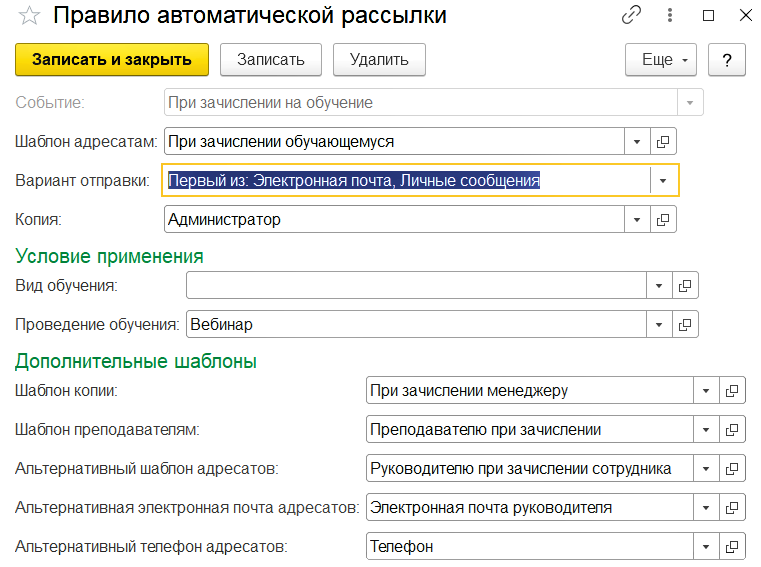 Правило автоматической рассылки
Записать и закрыть Записать Удалить Еще ?
Событие: При зачислении на обучение
Шаблон адресатам: При зачислении обучающемуся
Вариант отправки: Первый из: Электронная почта, Личные сообщения
Копия: Администратор
Условие применения
Вид обучения:
Проведение обучения: Вебинар
Дополнительные шаблоны
Шаблон копии: При зачислении менеджеру
Шаблон преподавателям: Преподавателю при зачислении
Альтернативный шаблон адресатов: Руководителю при зачислении сотрудника
Альтернативная электронная почта адресатов: Электронная почта руководителя
Альтернативный телефон адресатов: Телефон